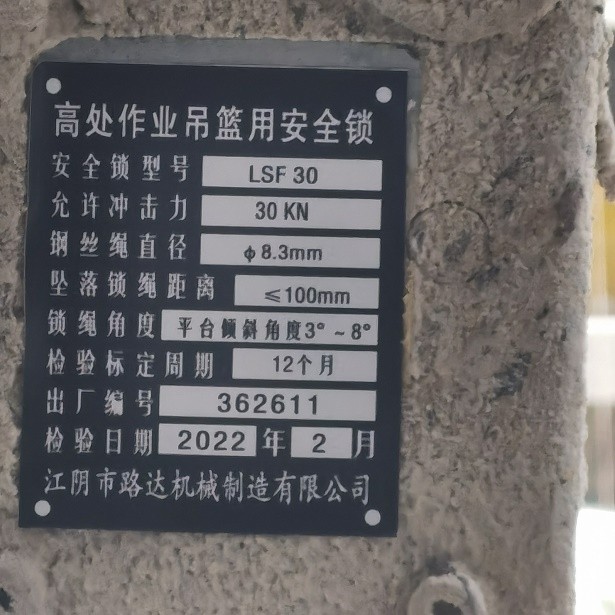 高处作业吊篮用安全锁
安全锁型号 LSF 30
允许冲击力 30 KN
钢丝绳直径 ϕ8.3mm
坠落锁绳距离 ≤100mm
锁绳角度 平台倾斜角度3°~8°
检验标定周期 12个月
出厂编号 362611
检验日期 2022 年 2 月
江阴市路达机械制造有限公司